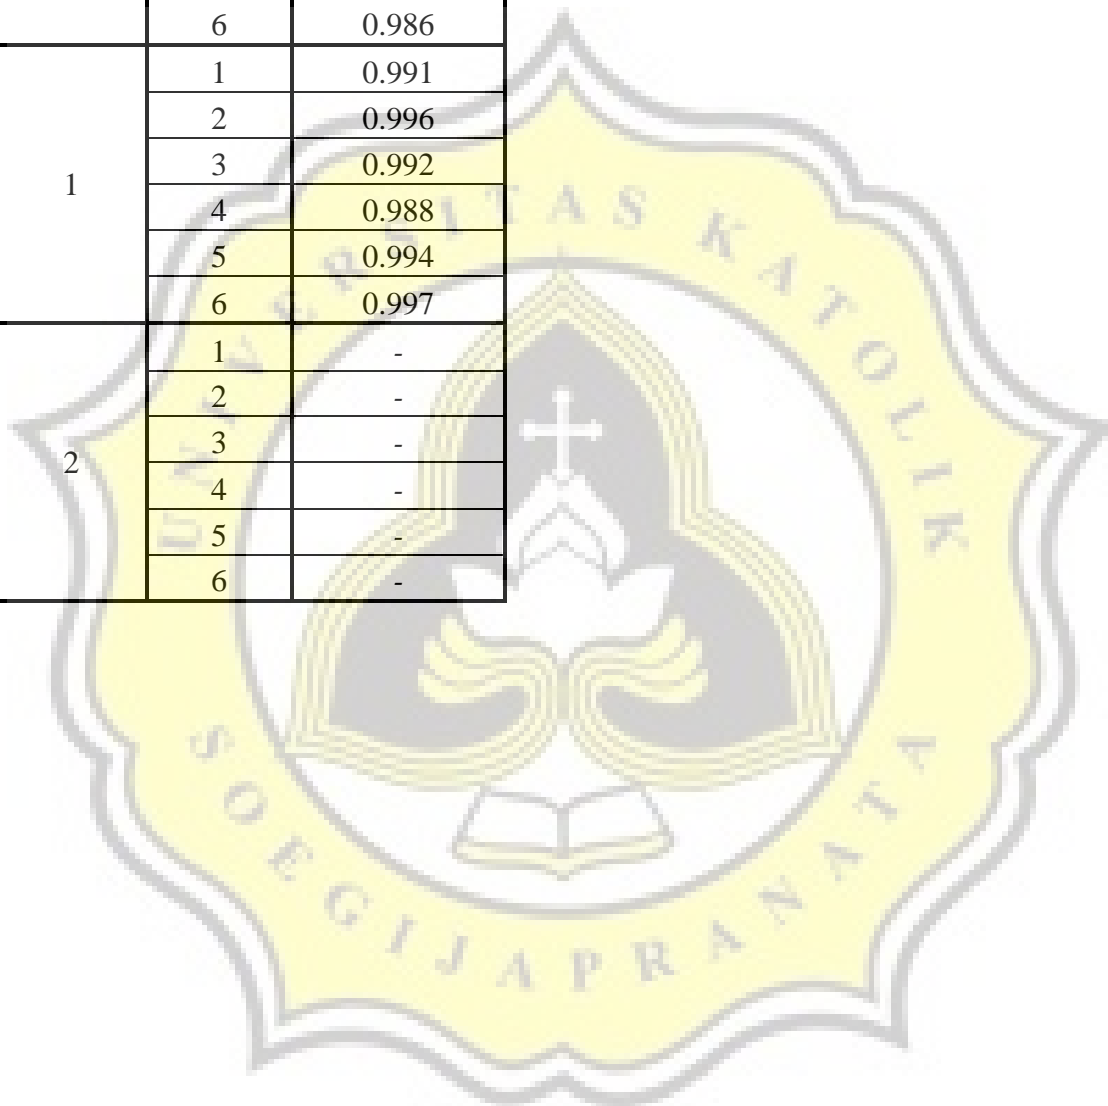 6 0.986
1 1 0.991
2 0.996
3 0.992
4 0.988
5 0.994
6 0.997
2 1 -
2 -
3 -
4 -
5 -
6 -
UNIVERSITAS KATOLIK
SOEGIJAPRANATA